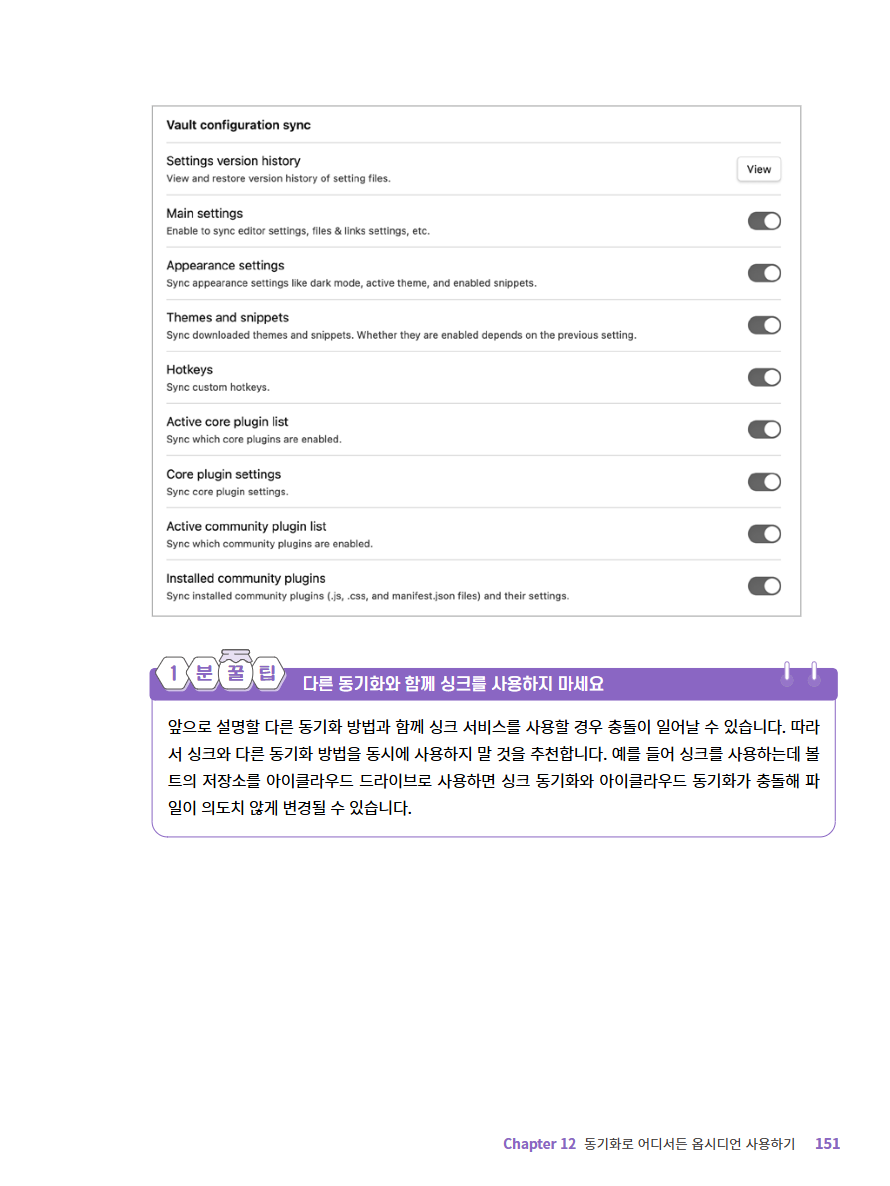 Vault configuration sync
Settings version history
View and restore version history of setting files.
View
Main settings
Enable to sync editor settings, files & links settings, etc.
Appearance settings
Sync appearance settings like dark mode, active theme, and enabled snippets.
Themes and snippets
Sync downloaded themes and snippets. Whether they are enabled depends on the previous setting.
Hotkeys
Sync custom hotkeys.
Active core plugin list
Sync which core plugins are enabled.
Core plugin settings
Sync core plugin settings.
Active community plugin list
Sync which community plugins are enabled.
Installed community plugins
Sync installed community plugins (.js, .css, and manifest.json files) and their settings.
1분꿀팁 다른 동기화와 함께 싱크를 사용하지 마세요
앞으로 설명할 다른 동기화 방법과 함께 싱크 서비스를 사용할 경우 충돌이 일어날 수 있습니다. 따라
서 싱크와 다른 동기화 방법을 동시에 사용하지 말 것을 추천합니다. 예를 들어 싱크를 사용하는데 볼
트의 저장소를 아이클라우드 드라이브로 사용하면 싱크 동기화와 아이클라우드 동기화가 충돌해 파
일이 의도치 않게 변경될 수 있습니다.
Chapter 12 동기화로 어디서든 옵시디언 사용하기 151